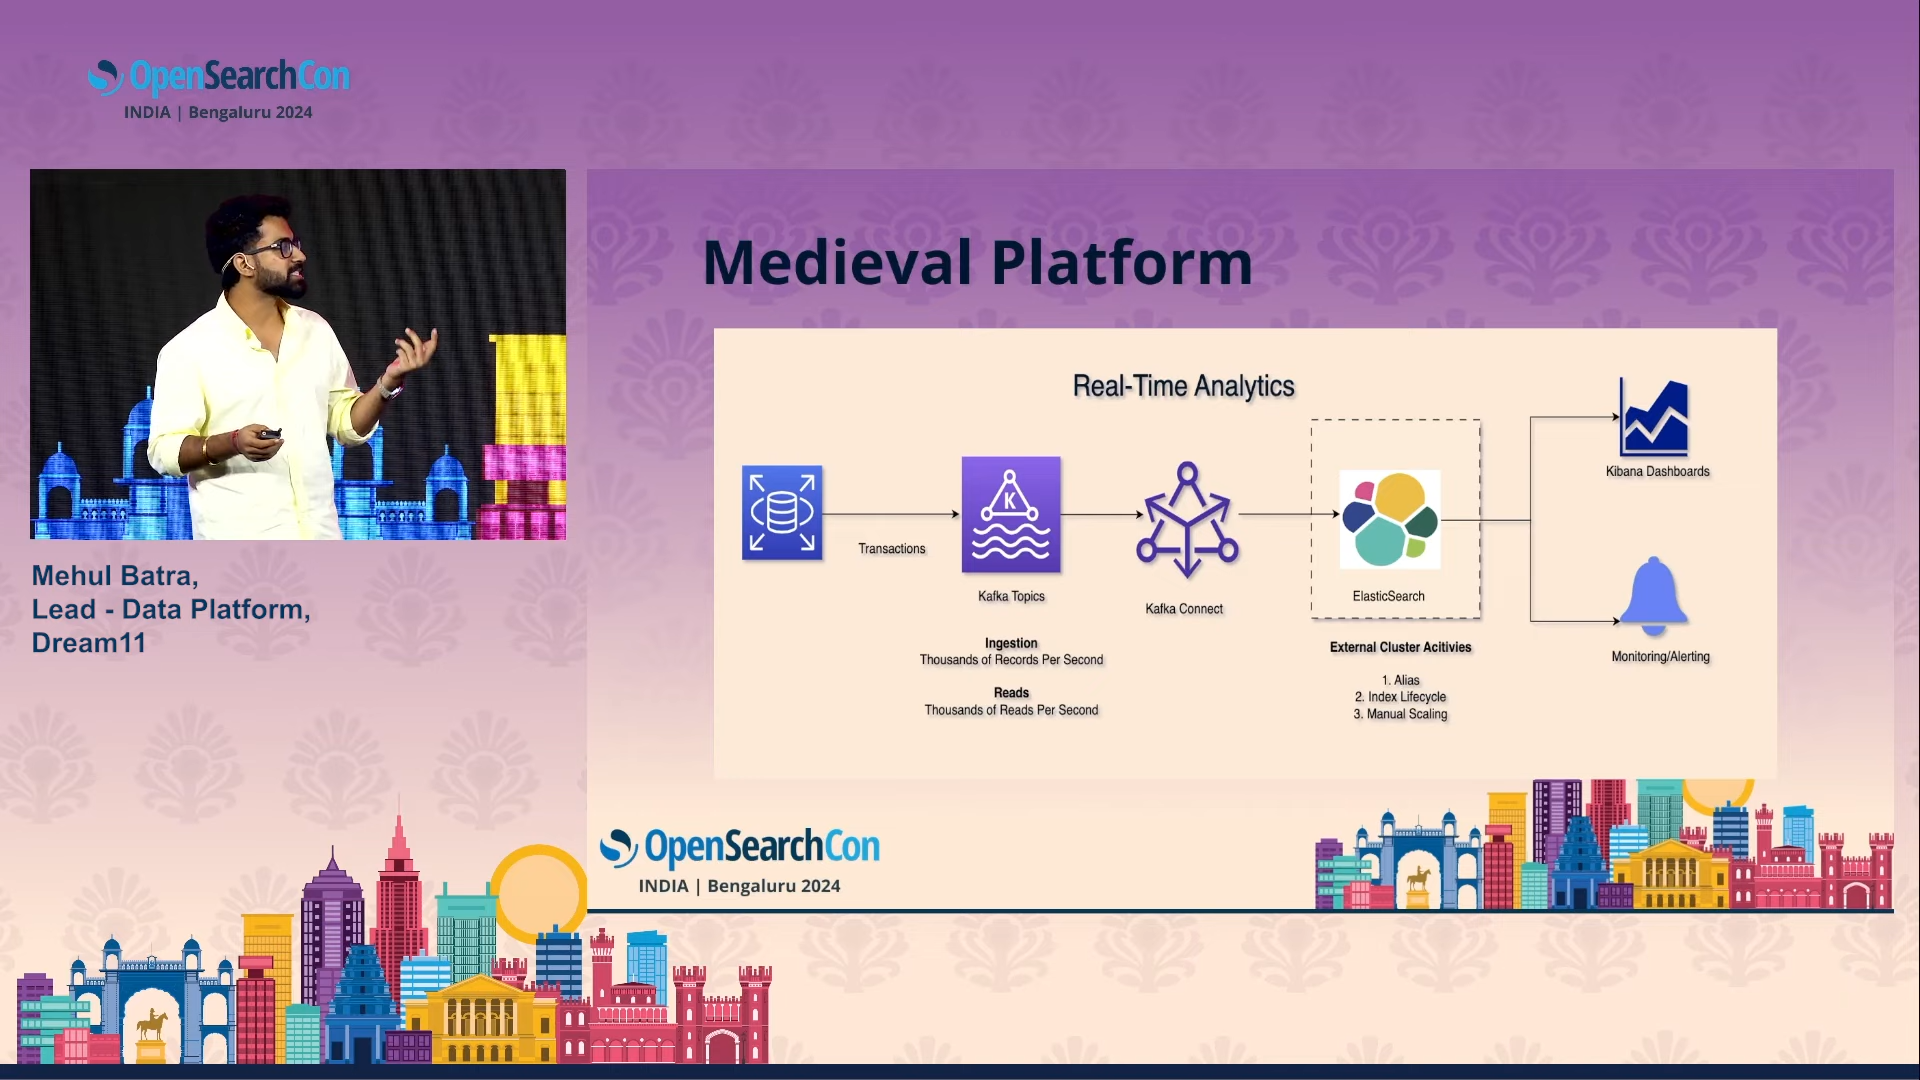 OpenSearchCon
INDIA | Bengaluru 2024
Mehul Batra,
Lead - Data Platform,
Dream11
Medieval Platform
Real-Time Analytics
Transactions
K
Kafka Topics
Ingestion
Thousands of Records Per Second
Reads
Thousands of Reads Per Second
Kafka Connect
ElasticSearch
External Cluster Acitivies
1. Alias
2. Index Lifecycle
3. Manual Scaling
Kibana Dashboards
Monitoring/Alerting
OpenSearchCon
INDIA | Bengaluru 2024